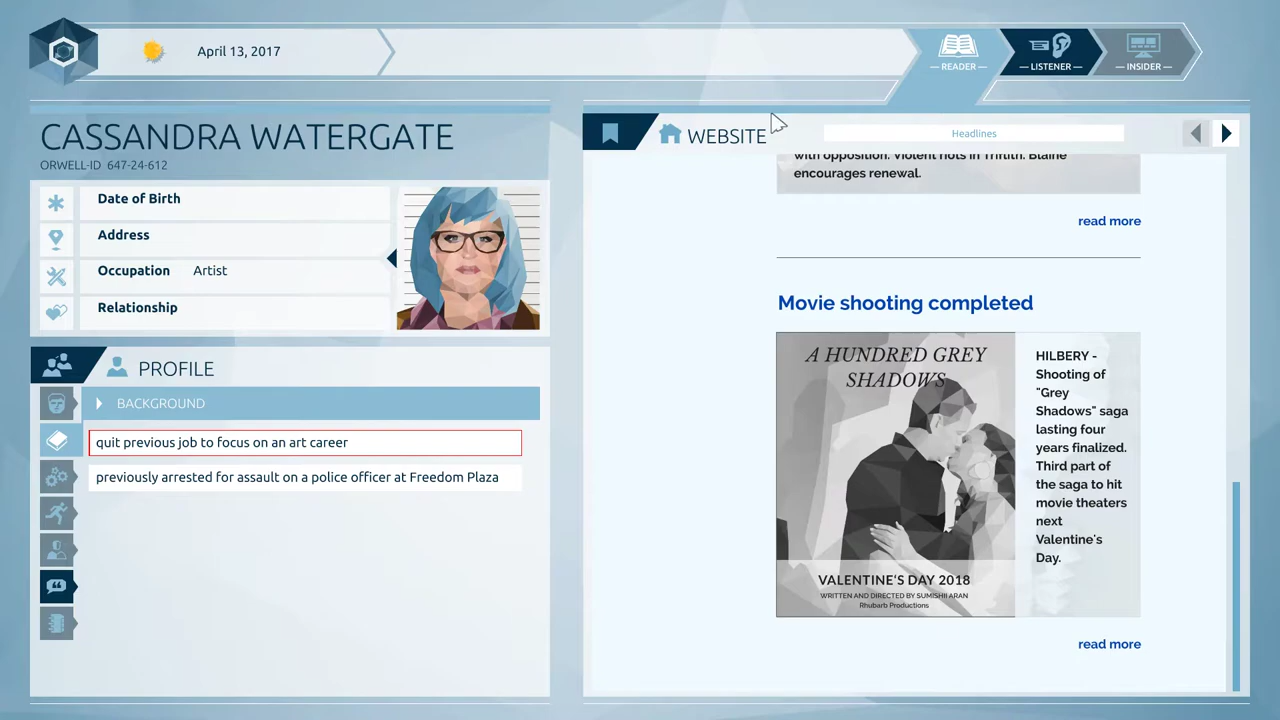 April 13, 2017
READER
LISTENER
INSIDER
CASSANDRA WATERGATE
ORWELL-ID 647-24-612
Date of Birth
Address
Occupation Artist
Relationship
PROFILE
BACKGROUND
quit previous job to focus on an art career
previously arrested for assault on a police officer at Freedom Plaza
WEBSITE
Headlines
with opposition. Violent riots in Trifith. Blaine
encourages renewal.
read more
Movie shooting completed
A HUNDRED GREY
SHADOWS
VALENTINE'S DAY 2018
WRITTEN AND DIRECTED BY SUMISHII ARAN
Rhubarb Productions
HILBERY -
Shooting of
"Grey
Shadows" saga
lasting four
years finalized.
Third part of
the saga to hit
movie theaters
next
Valentine's
Day.
read more